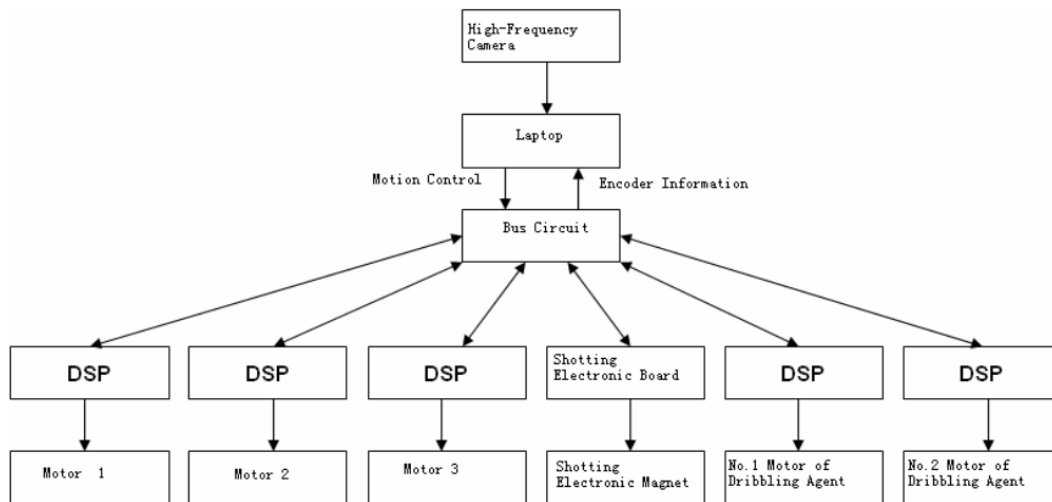 High-Frequency
Camera
Laptop
Motion Control
Encoder Information
Bus Circuit
DSP
DSP
DSP
Shotting
Electronic Board
DSP
DSP
Motor 1
Motor 2
Motor 3
Shotting
Electronic Magnet
No.1 Motor of
Dribbling Agent
No.2 Motor of
Dribbling Agent